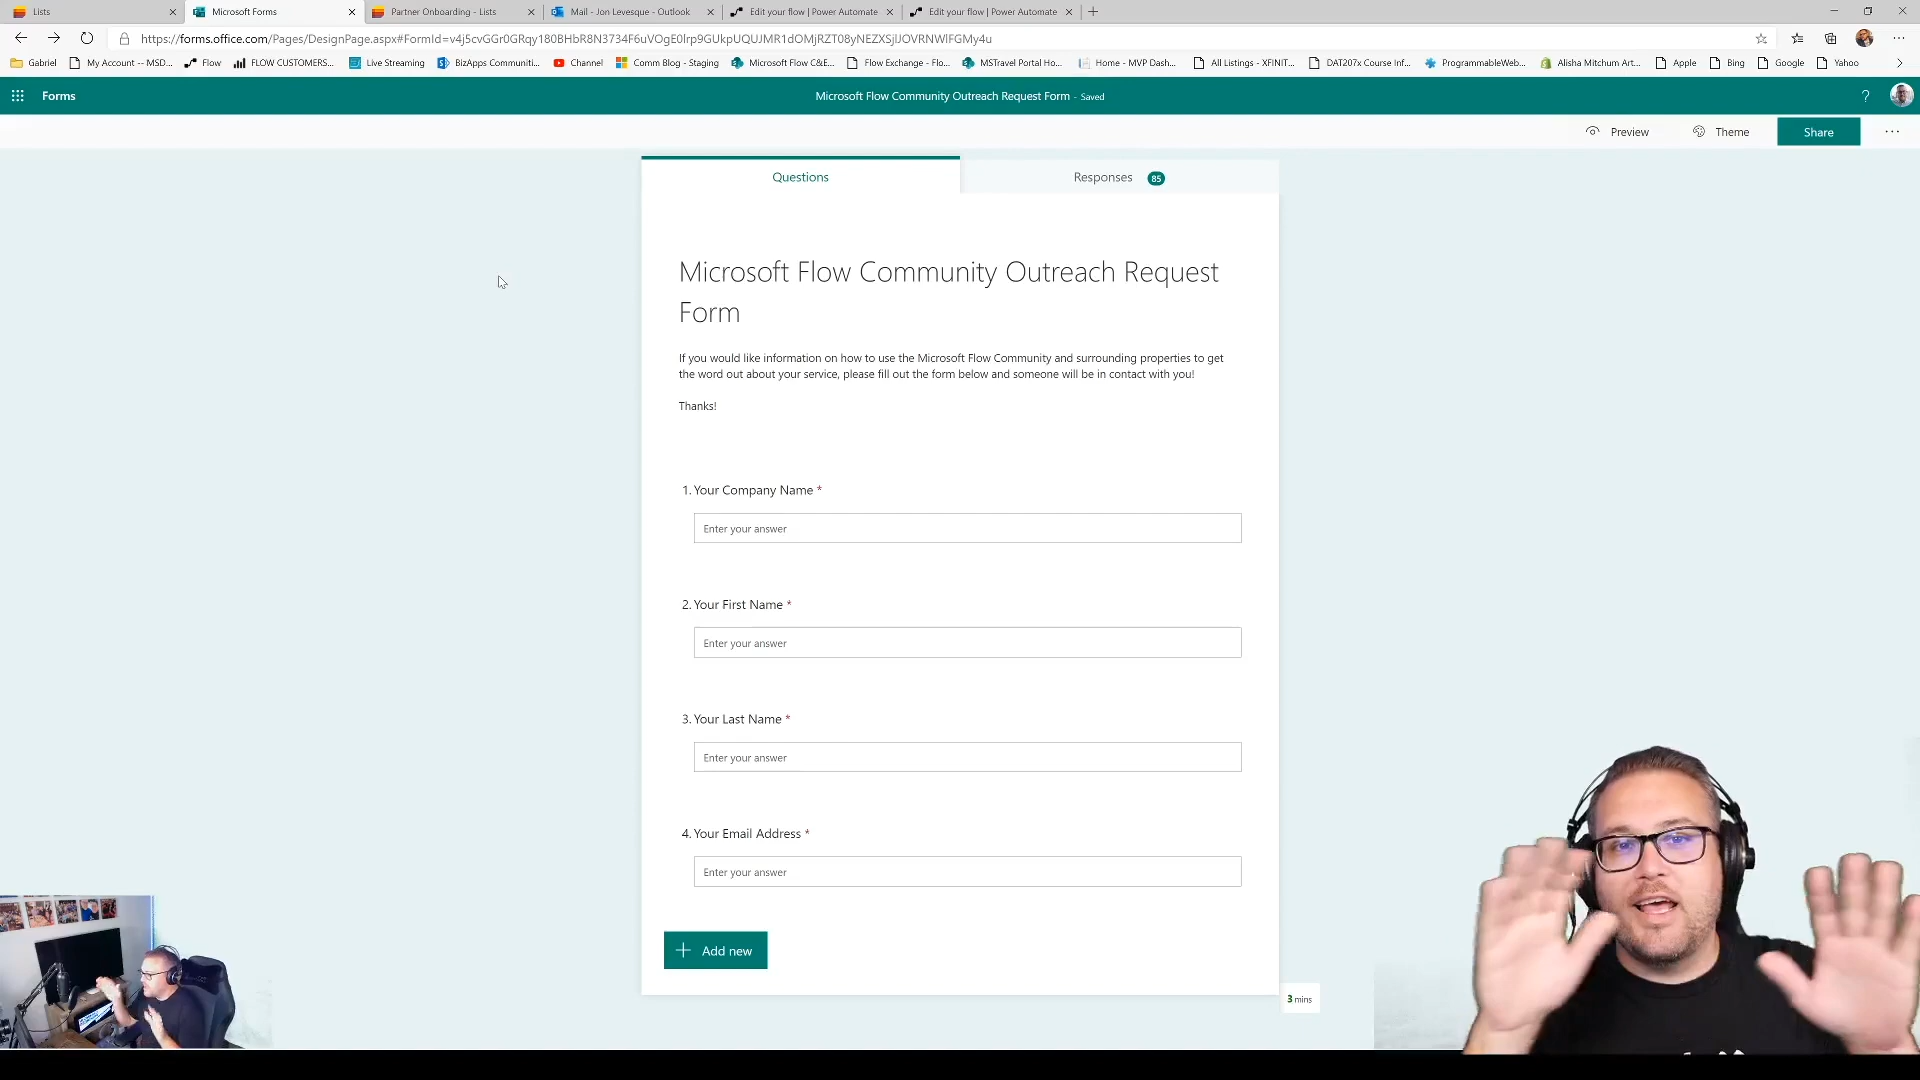 Lists
Microsoft Forms
Partner Onboarding - Lists
Mail - Jon Levesque - Outlook
Edit your flow | Power Automate
Edit your flow | Power Automate
https://forms.office.com/Pages/DesignPage.aspx#FormId=v4j5cvGGr0GRqy180BHbR8N3734F6uVOgE0lrp9GUkpUQUJMR1dOMjRZT08yNEZXSjlJOVRNWlFGMy4u
Gabriel
My Account -- MSD...
Flow
FLOW CUSTOMERS...
Live Streaming
BizApps Communiti...
Channel
Comm Blog - Staging
Microsoft Flow C&E...
Flow Exchange - Flo...
MSTravel Portal Ho...
Home - MVP Dash...
All Listings - XFINIT...
DAT207x Course Inf...
ProgrammableWeb...
Alisha Mitchum Art...
Apple
Bing
Google
Yahoo
Forms
Microsoft Flow Community Outreach Request Form - Saved
?
Preview
Theme
Share
Questions
Responses 85
Microsoft Flow Community Outreach Request
Form
If you would like information on how to use the Microsoft Flow Community and surrounding properties to get
the word out about your service, please fill out the form below and someone will be in contact with you!
Thanks!
1. Your Company Name *
Enter your answer
2. Your First Name *
Enter your answer
3. Your Last Name *
Enter your answer
4. Your Email Address *
Enter your answer
Add new
3 mins